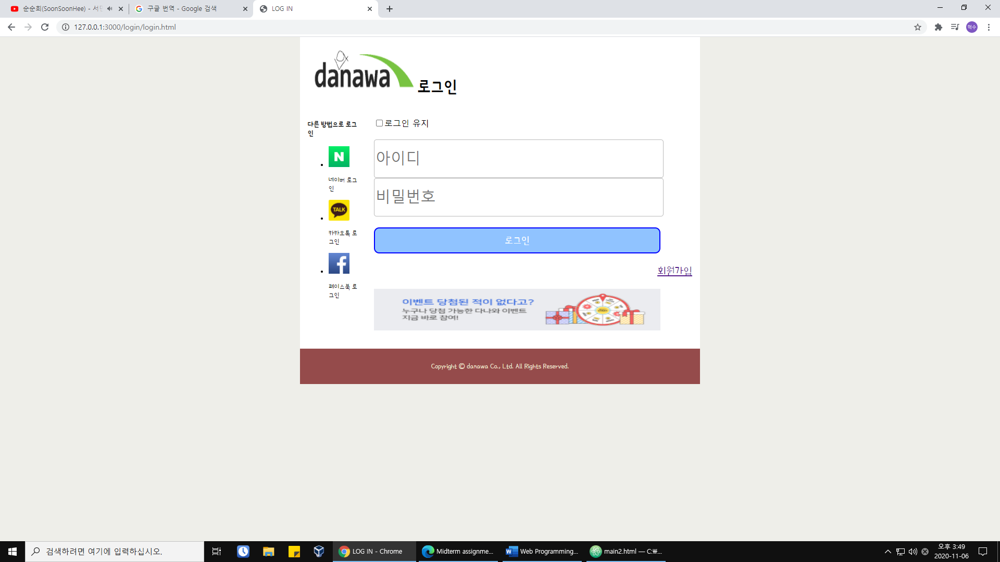 순순희(SoonSoonHee) - 서민
구글 번역 - Google 검색
LOG IN
127.0.0.1:3000/login/login.html
혁수
danawa 로그인
다른 방법으로 로그
인
로그인 유지
아이디
N
네이버 로그
인
비밀번호
TALK
카카오톡 로
그인
로그인
f
페이스북 로
그인
회원가입
이벤트 당첨된 적이 없다고?
누구나 당첨 가능한 다나와 이벤트
지금 바로 참여!
Copyright © danawa Co., Ltd. All Rights Reserved.
검색하려면 여기에 입력하십시오.
LOG IN - Chrome
Midterm assignme...
Web Programming...
main2.html — C:₩...
오후 3:49
2020-11-06